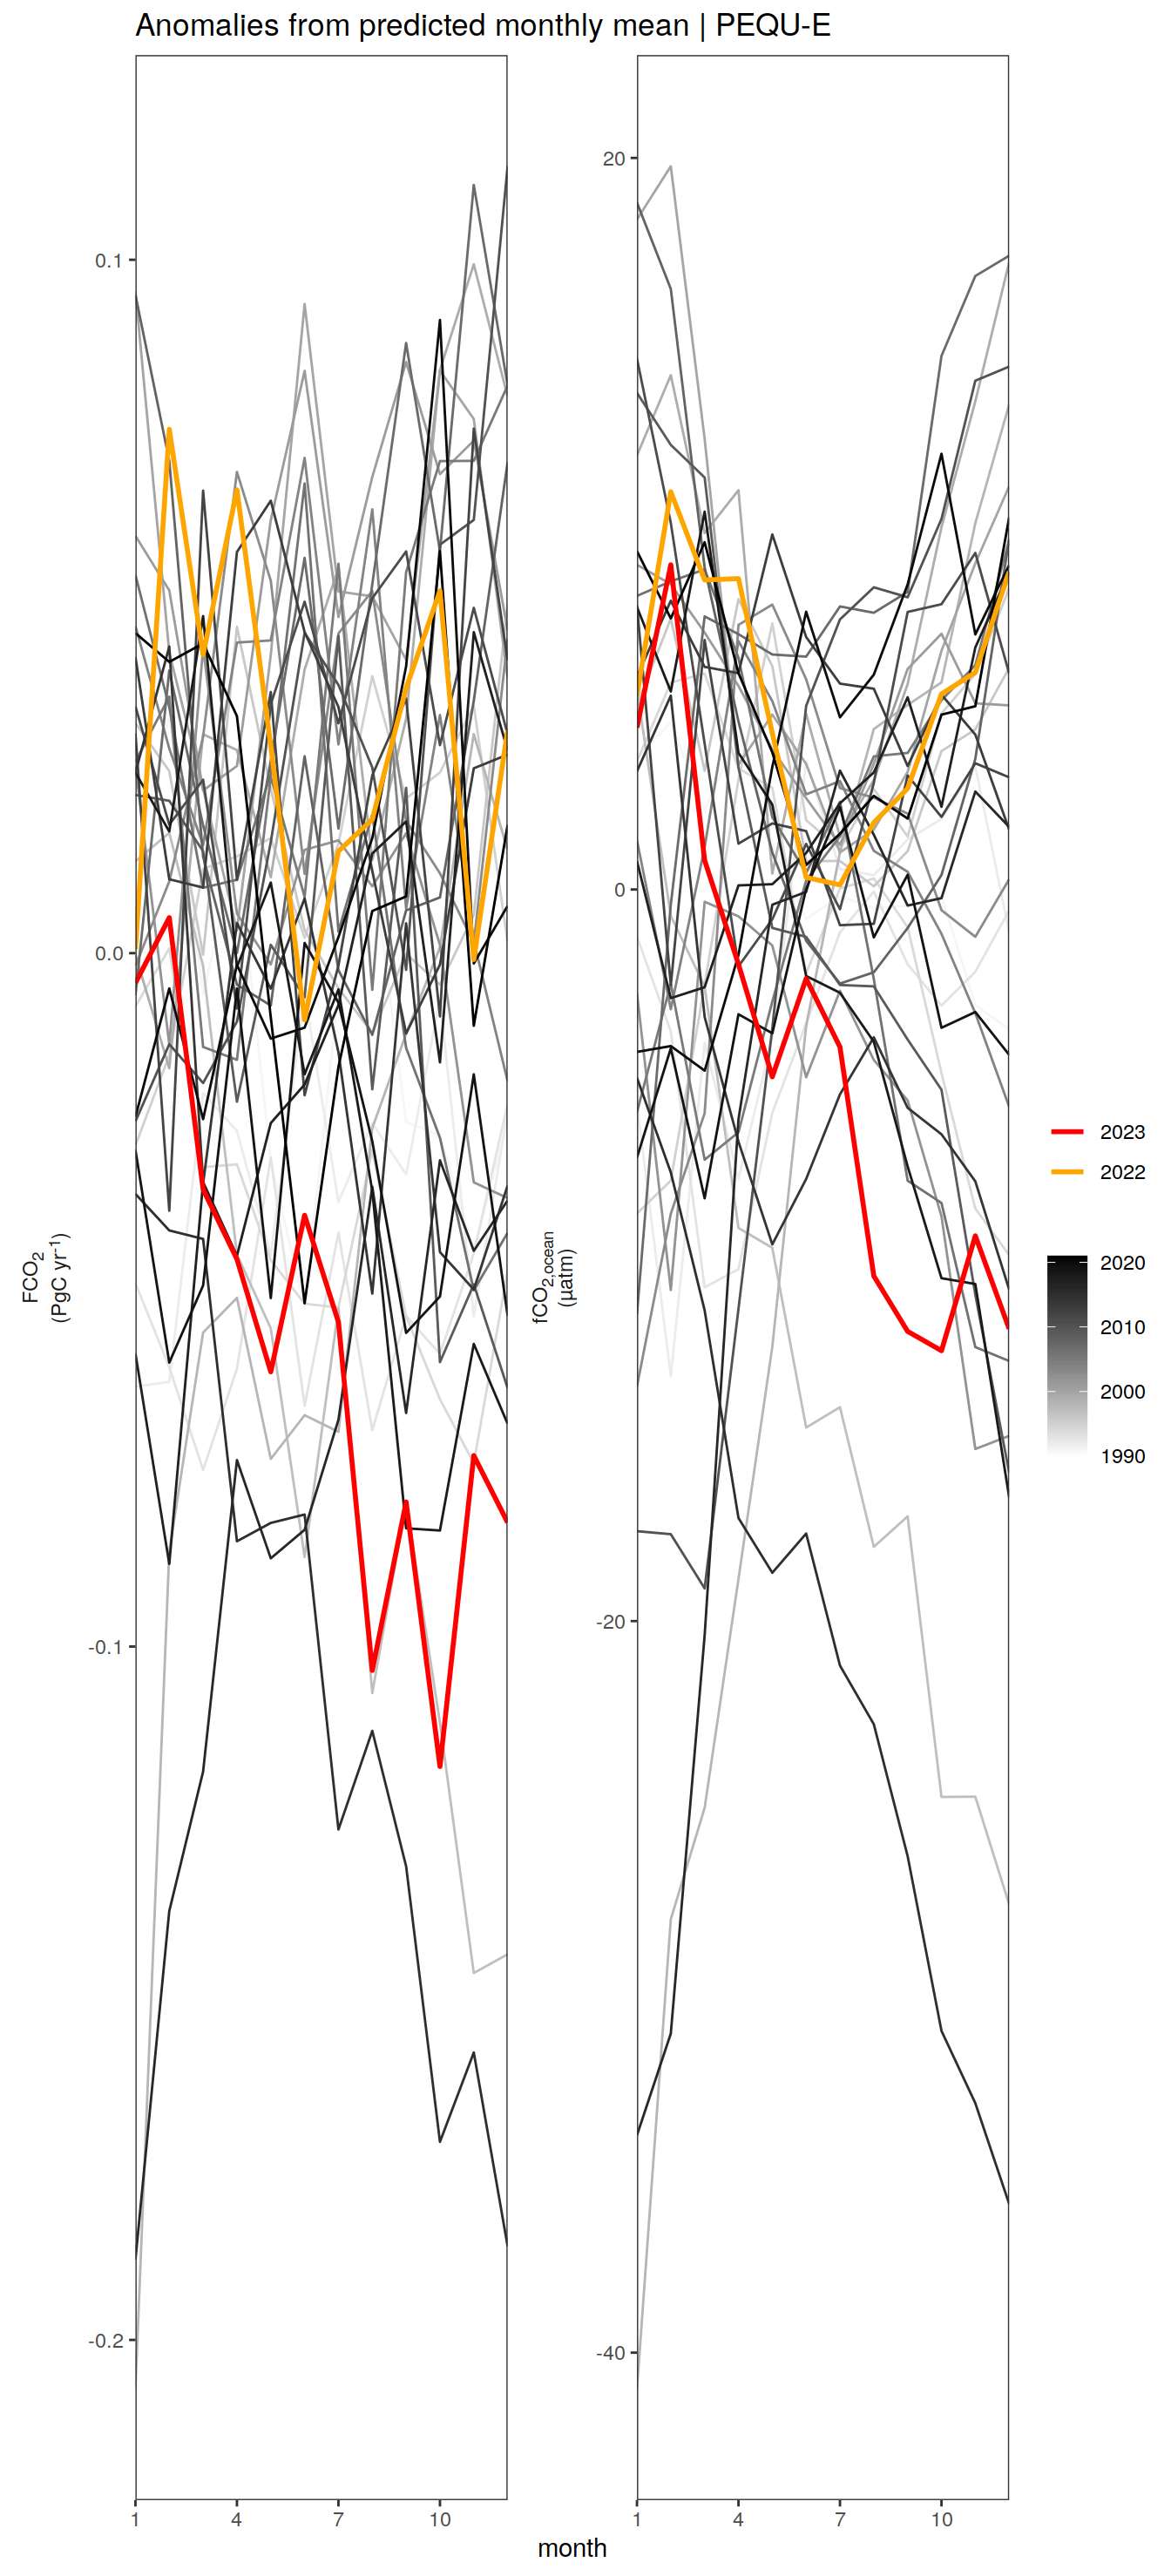 Anomalies from predicted monthly mean | PEQU-E
FCO₂
(PgC yr⁻¹)
0.1
0.0
-0.1
-0.2
1 4 7 10
fCO₂,ocean
(µatm)
20
0
-20
-40
1 4 7 10
month
2023
2022
2020
2010
2000
1990